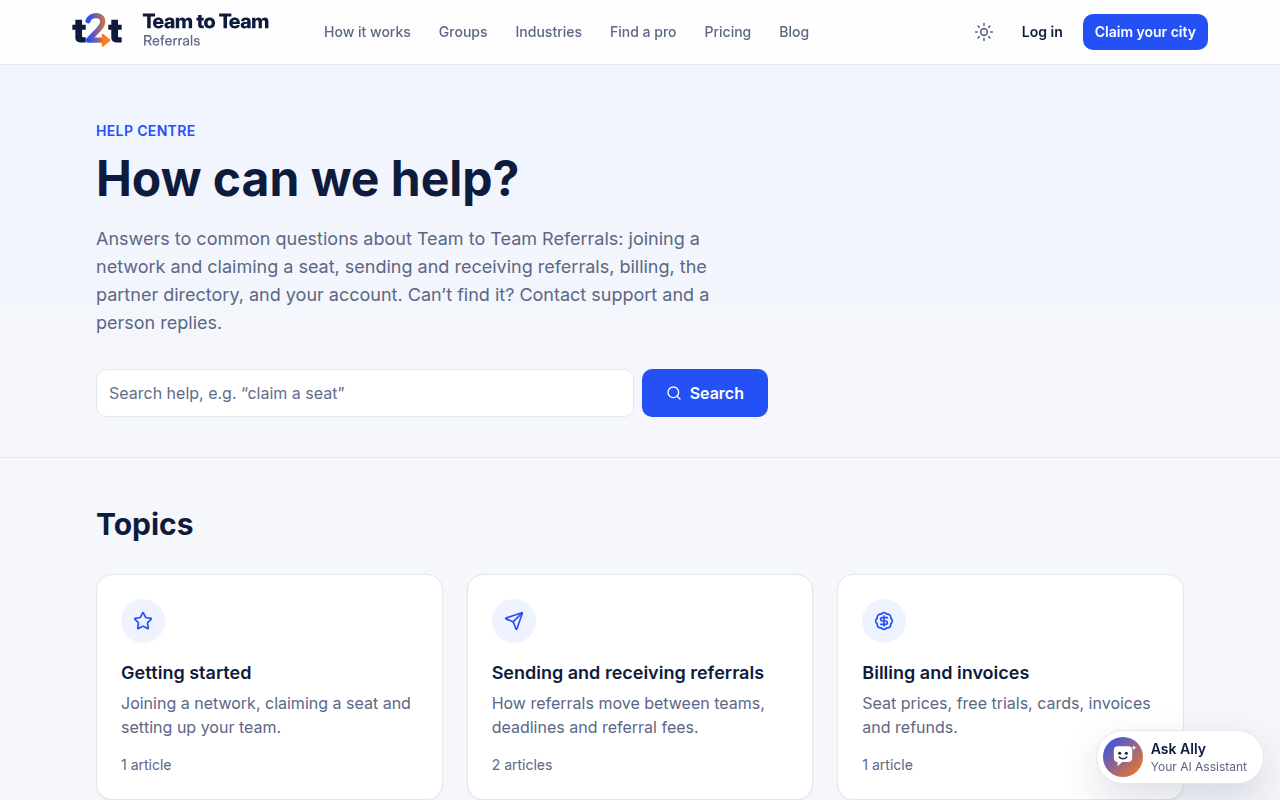 t2t
Team to Team
Referrals
How it works
Groups
Industries
Find a pro
Pricing
Blog
Log in
Claim your city
HELP CENTRE
How can we help?
Answers to common questions about Team to Team Referrals: joining a
network and claiming a seat, sending and receiving referrals, billing, the
partner directory, and your account. Can’t find it? Contact support and a
person replies.
Search help, e.g. “claim a seat”
Search
Topics
Getting started
Joining a network, claiming a seat and
setting up your team.
1 article
Sending and receiving referrals
How referrals move between teams,
deadlines and referral fees.
2 articles
Billing and invoices
Seat prices, free trials, cards, invoices
and refunds.
1 article
Ask Ally
Your AI Assistant